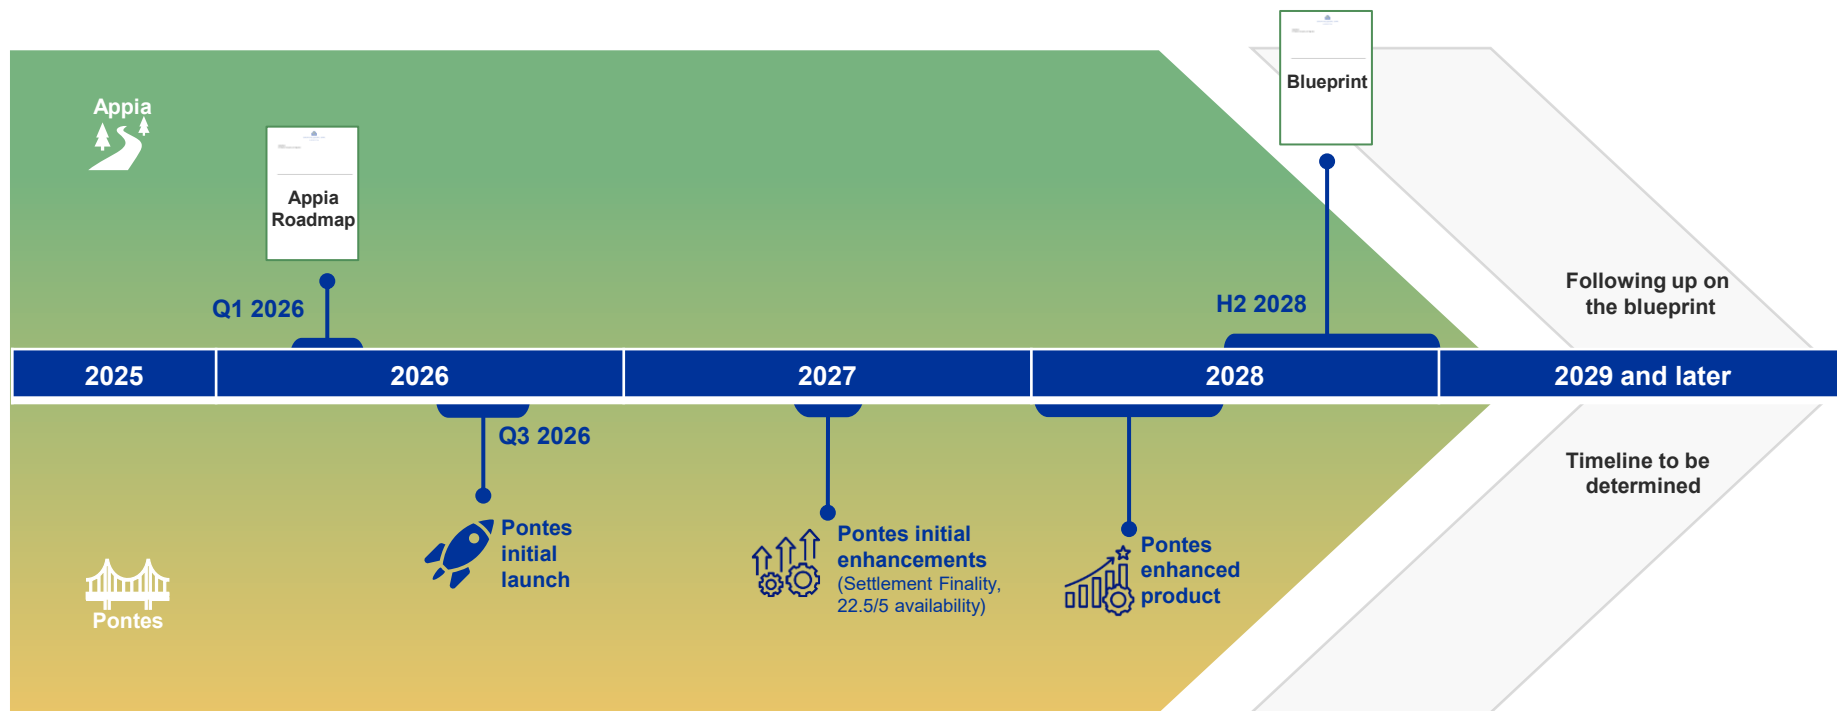 Blueprint
Appia
Appia
Roadmap
Q1 2026
H2 2028
Following up on
the blueprint
2025
2026
2027
2028
2029 and later
Q3 2026
Timeline to be
determined
Pontes
initial
launch
Pontes initial
enhancements
(Settlement Finality,
22.5/5 availability)
Pontes
enhanced
product
Pontes